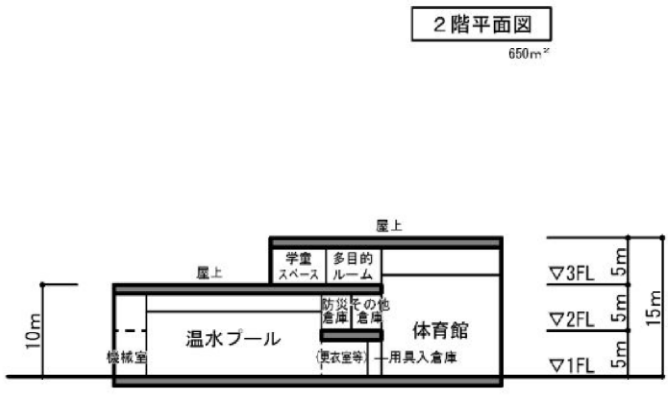 2階平面図
650m²
屋上
学童
スペース
多目的
ルーム
屋上
▽3FL
5m
防災
倉庫
その他
倉庫
▽2FL
5m
15m
10m
温水プール
体育館
機械室
(更衣室等)
用具入倉庫
▽1FL
5m